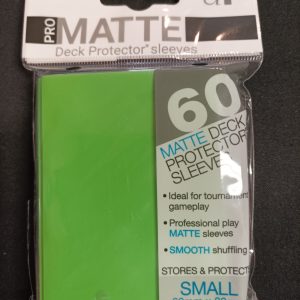 PRO
MATTE
Deck Protector® sleeves
60
MATTE DECK
PROTECTOR
SLEEVES
• Ideal for tournament
gameplay
• Professional play
MATTE sleeves
• SMOOTH shuffling
STORES & PROTECT
SMALL